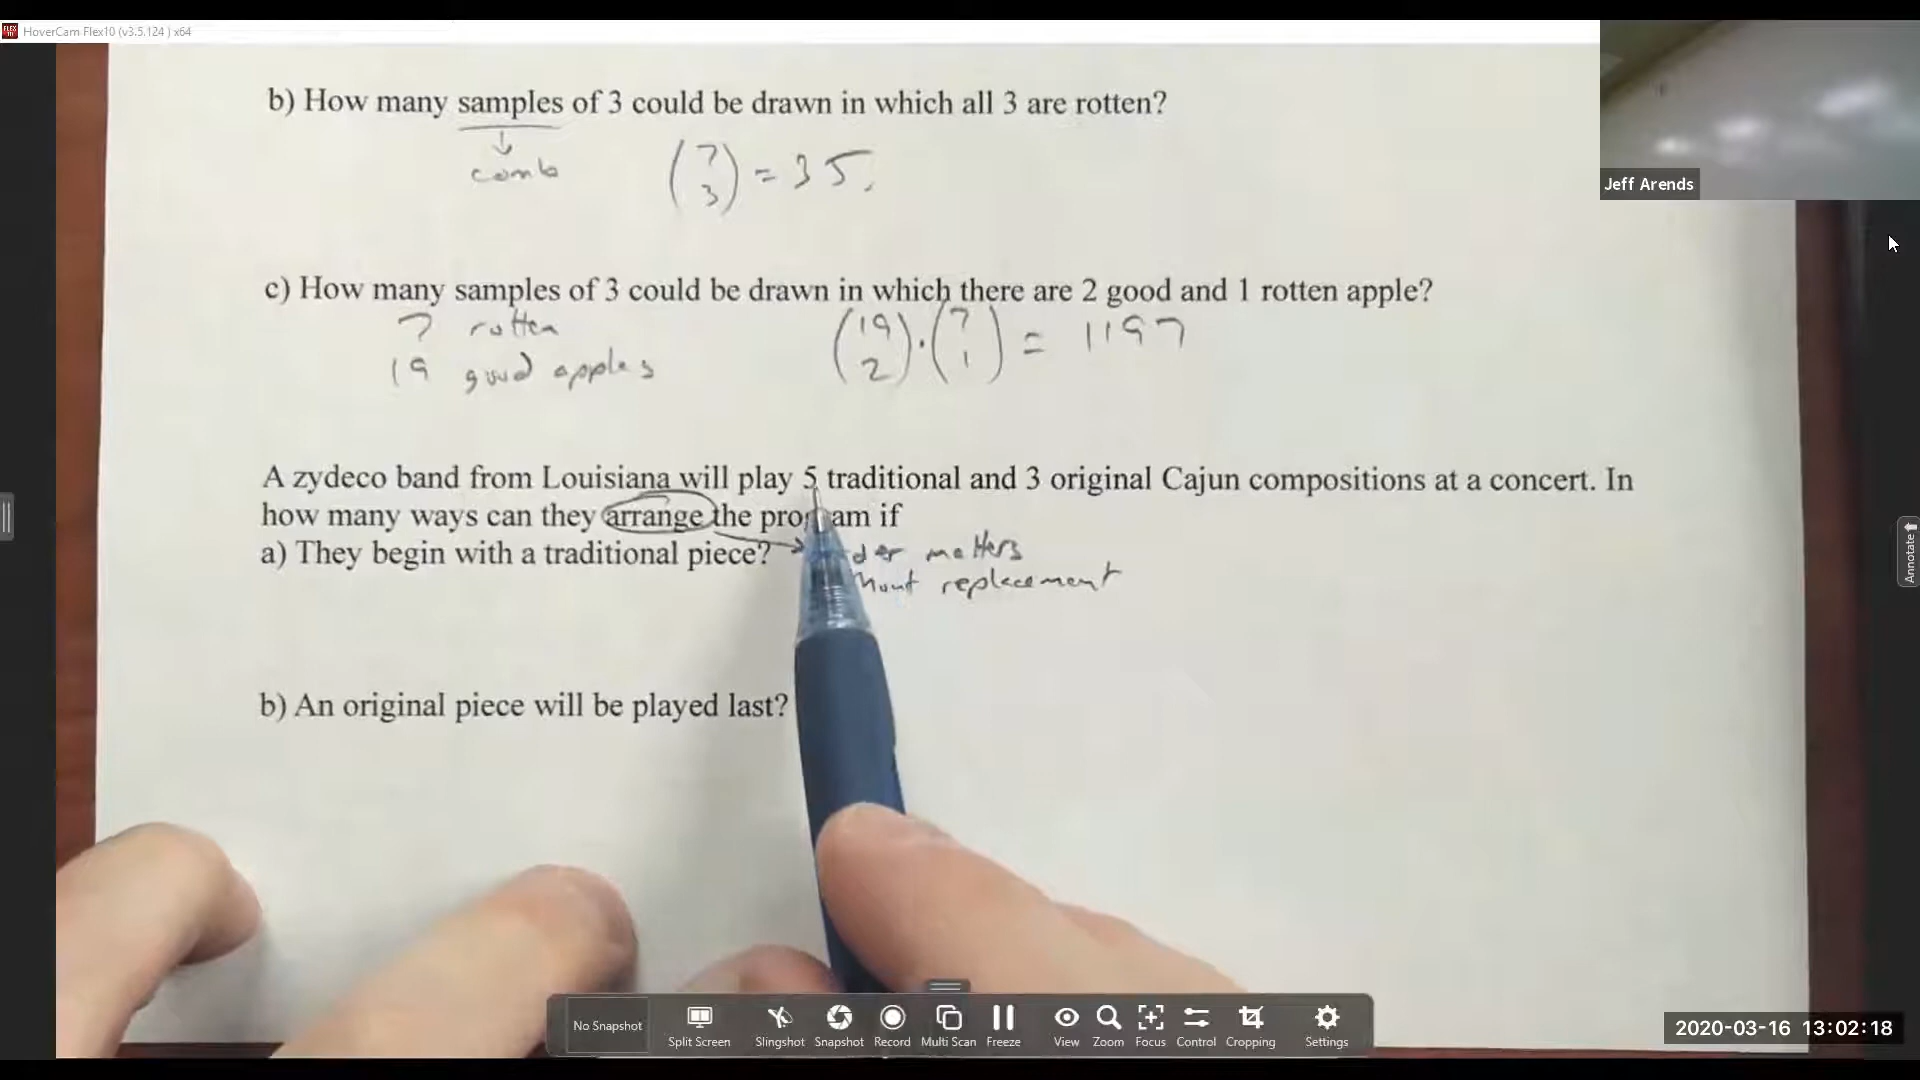 HoverCam Flex10 (v3.5.124 ) x64
b) How many samples of 3 could be drawn in which all 3 are rotten?
comb
(7 3) = 35.
Jeff Arends
c) How many samples of 3 could be drawn in which there are 2 good and 1 rotten apple?
7 rotten
19 good apples
(19 2) · (7 1) = 1197
A zydeco band from Louisiana will play 5 traditional and 3 original Cajun compositions at a concert. In
how many ways can they arrange the program if
a) They begin with a traditional piece?
der matters
hout replacement
b) An original piece will be played last?
Annotate
No Snapshot
Split Screen
Slingshot
Snapshot
Record
Multi Scan
Freeze
View
Zoom
Focus
Control
Cropping
Settings
2020-03-16 13:02:18